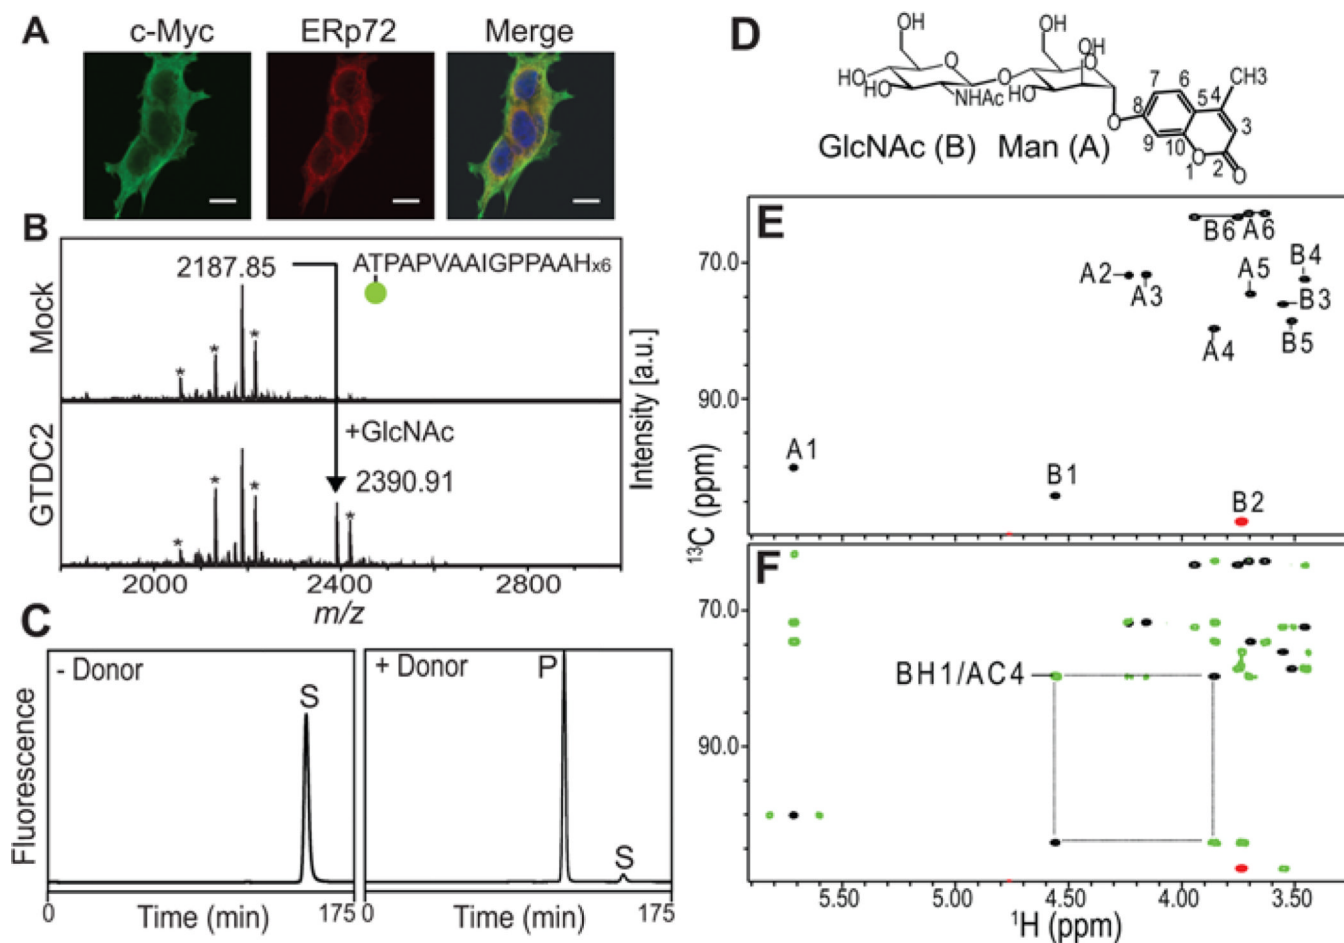 A
c-Myc ERp72 Merge
B
Mock
2187.85
ATPAPVAAIGPPAAHx6
* * *
GTDC2
+GlcNAc
2390.91
* * * *
2000 2400 2800
m/z
Intensity [a.u.]
C
Fluorescence
- Donor
S
+ Donor
P
S
0 Time (min) 175
0 Time (min) 175
D
OH
HO
HO
O
NHAc
O
OH
OH
O
HO
O
O
CH3
1 2 3 4 5 6 7 8 9 10
O
O
GlcNAc (B) Man (A)
E
70.0
90.0
B6 A6
A2 A3 A5 B4
B3
A4 B5
A1
B1
B2
13C (ppm)
F
70.0
90.0
BH1/AC4
5.50 5.00 4.50 4.00 3.50
1H (ppm)